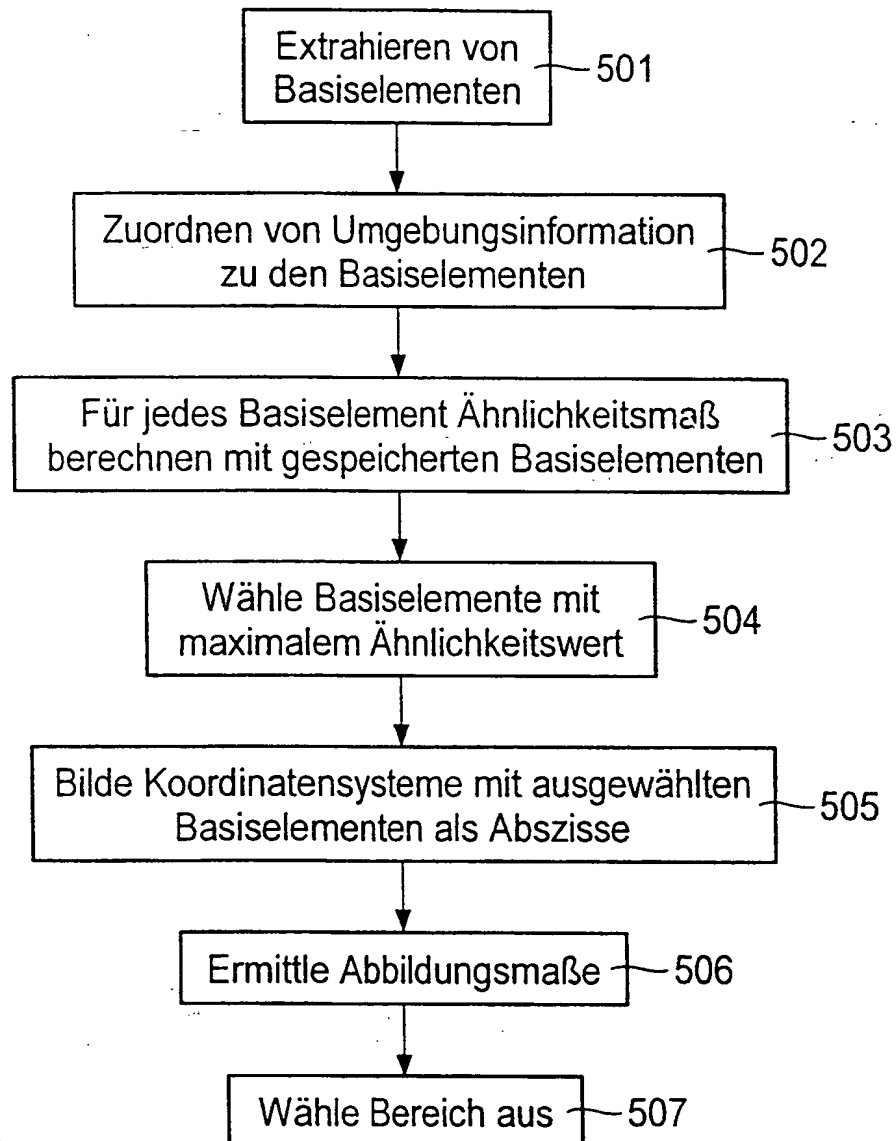 Extrahieren von
Basiselementen
501
Zuordnen von Umgebungsinformation
zu den Basiselementen
502
Für jedes Basiselement Ähnlichkeitsmaß
berechnen mit gespeicherten Basiselementen
503
Wähle Basiselemente mit
maximalem Ähnlichkeitswert
504
Bilde Koordinatensysteme mit ausgewählten
Basiselementen als Abszisse
505
Ermittle Abbildungsmaße
506
Wähle Bereich aus
507